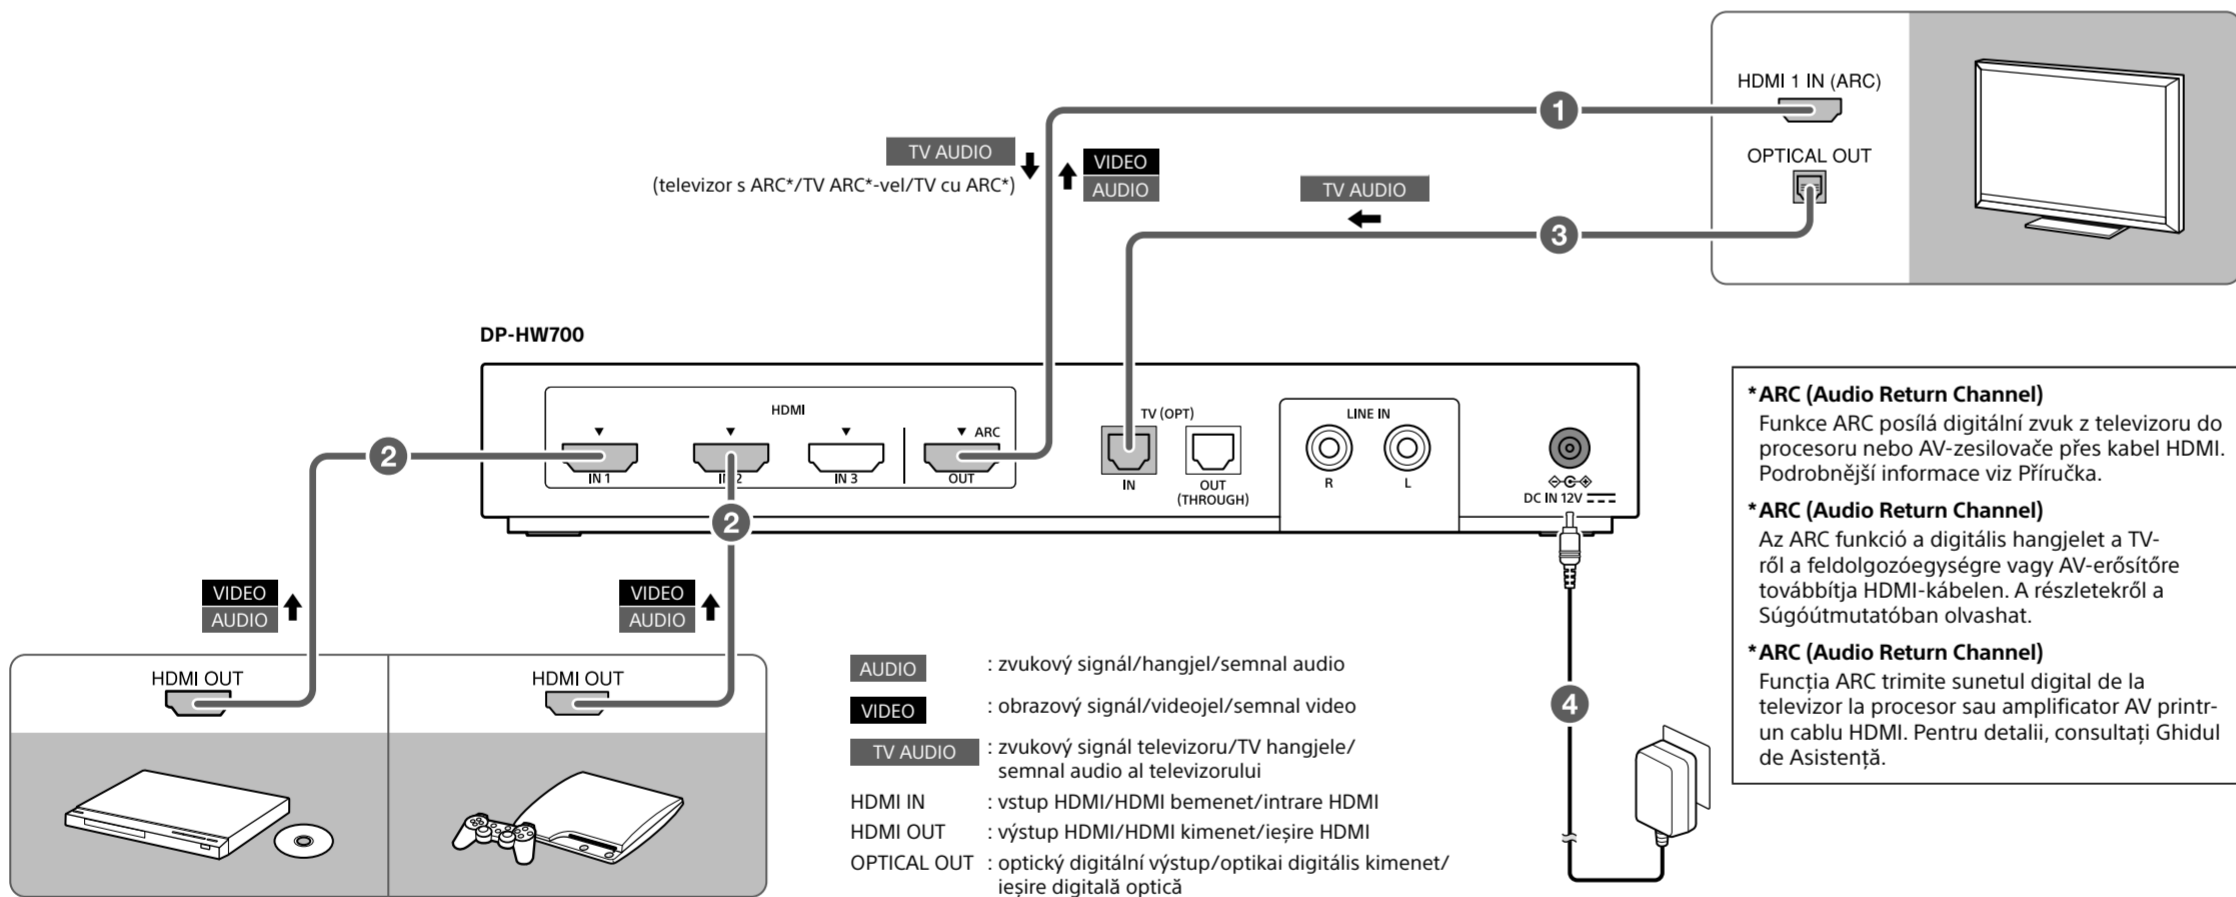 HDMI 1 IN (ARC)
OPTICAL OUT
1
TV AUDIO
(televizor s ARC*/TV ARC*-vel/TV cu ARC*)
VIDEO
AUDIO
TV AUDIO
3
DP-HW700
HDMI
ARC
IN 1
IN 2
IN 3
OUT
TV (OPT)
IN
OUT
(THROUGH)
LINE IN
R
L
DC IN 12V
2
2
VIDEO
AUDIO
VIDEO
AUDIO
HDMI OUT
HDMI OUT
4
AUDIO : zvukový signál/hangjel/semnal audio
VIDEO : obrazový signál/videojel/semnal video
TV AUDIO : zvukový signál televizoru/TV hangjele/
semnal audio al televizorului
HDMI IN : vstup HDMI/HDMI bemenet/intrare HDMI
HDMI OUT : výstup HDMI/HDMI kimenet/ieșire HDMI
OPTICAL OUT : optický digitální výstup/optikai digitális kimenet/
ieșire digitală optică
*ARC (Audio Return Channel)
Funkce ARC posílá digitální zvuk z televizoru do
procesoru nebo AV-zesilovače přes kabel HDMI.
Podrobnější informace viz Příručka.
*ARC (Audio Return Channel)
Az ARC funkció a digitális hangjelet a TV-
ről a feldolgozóegységre vagy AV-erősítőre
továbbítja HDMI-kábelen. A részletekről a
Súgóútmutatóban olvashat.
*ARC (Audio Return Channel)
Funcția ARC trimite sunetul digital de la
televizor la procesor sau amplificator AV printr-
un cablu HDMI. Pentru detalii, consultați Ghidul
de Asistență.